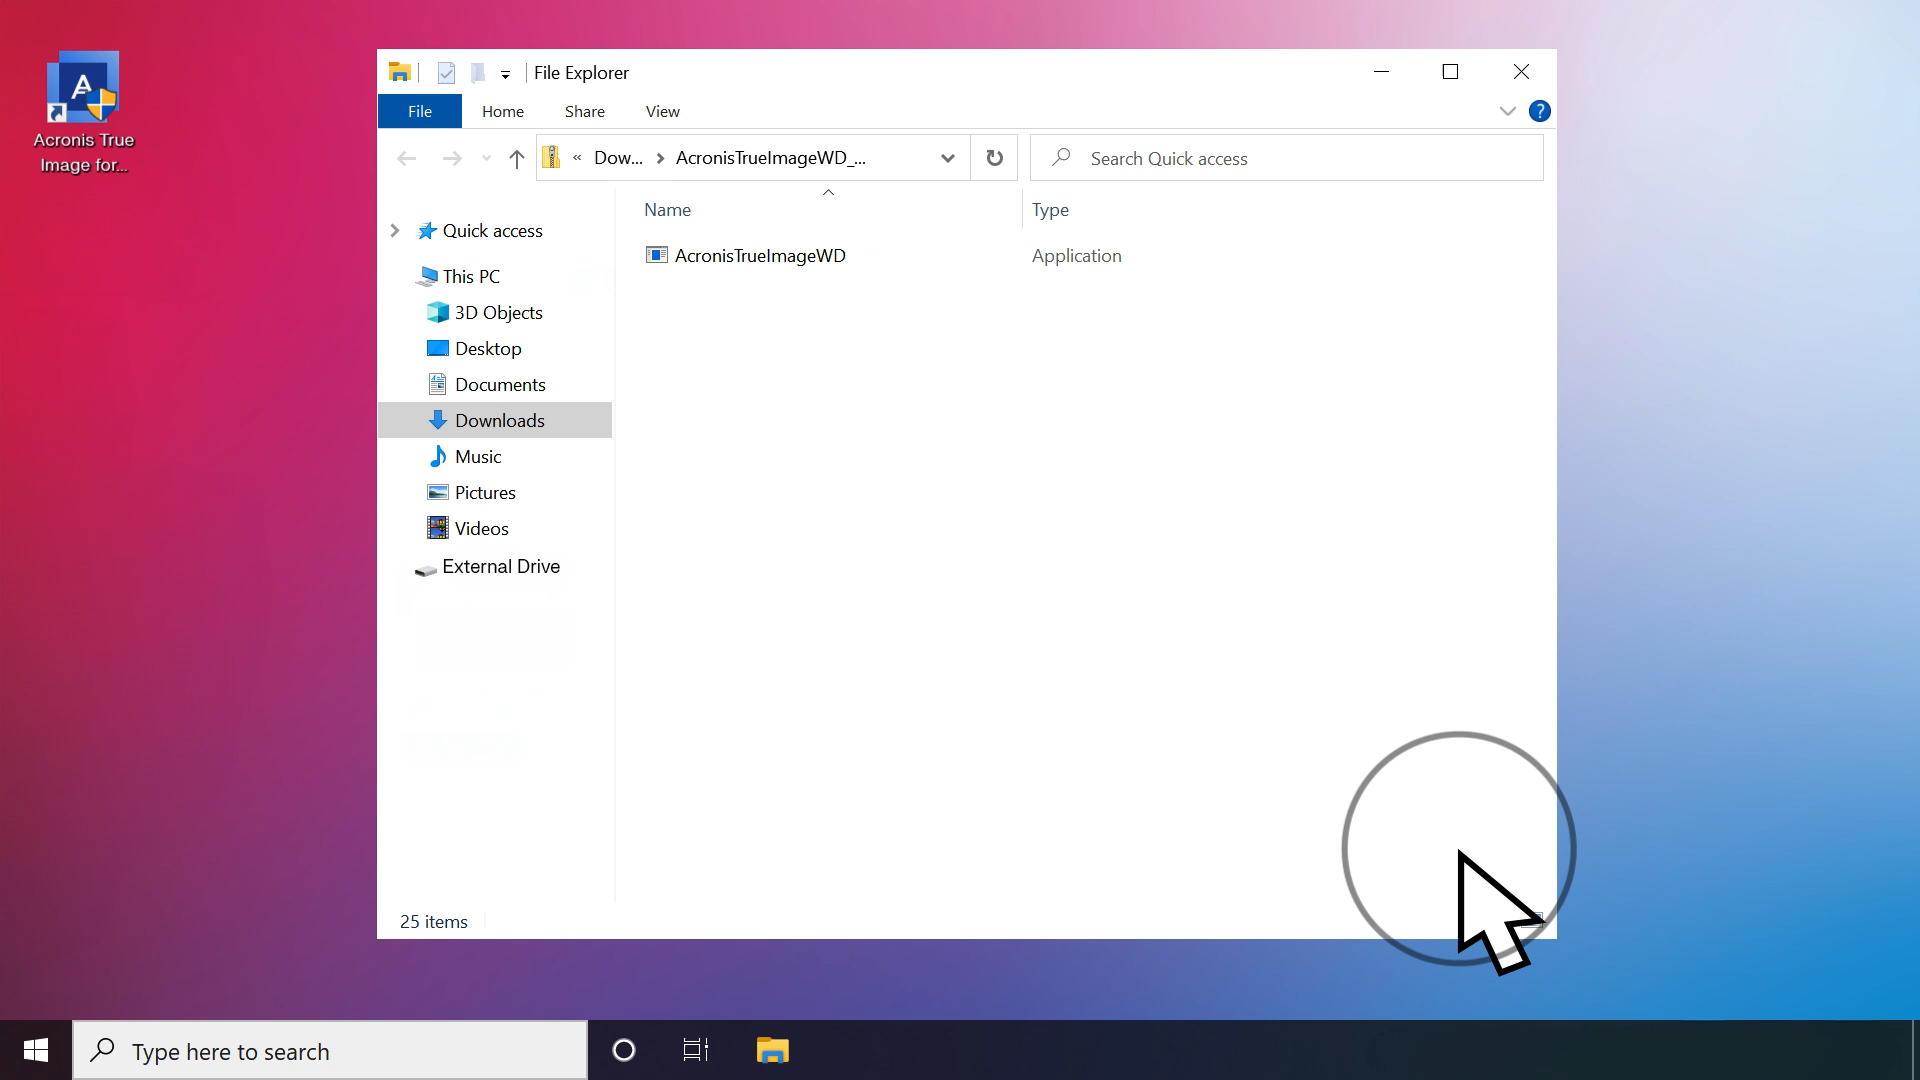 Acronis True
Image for...
File Explorer
File Home Share View
« Dow... > AcronisTrueImageWD_...
Search Quick access
Name Type
Quick access
AcronisTrueImageWD Application
This PC
3D Objects
Desktop
Documents
Downloads
Music
Pictures
Videos
External Drive
25 items
Type here to search